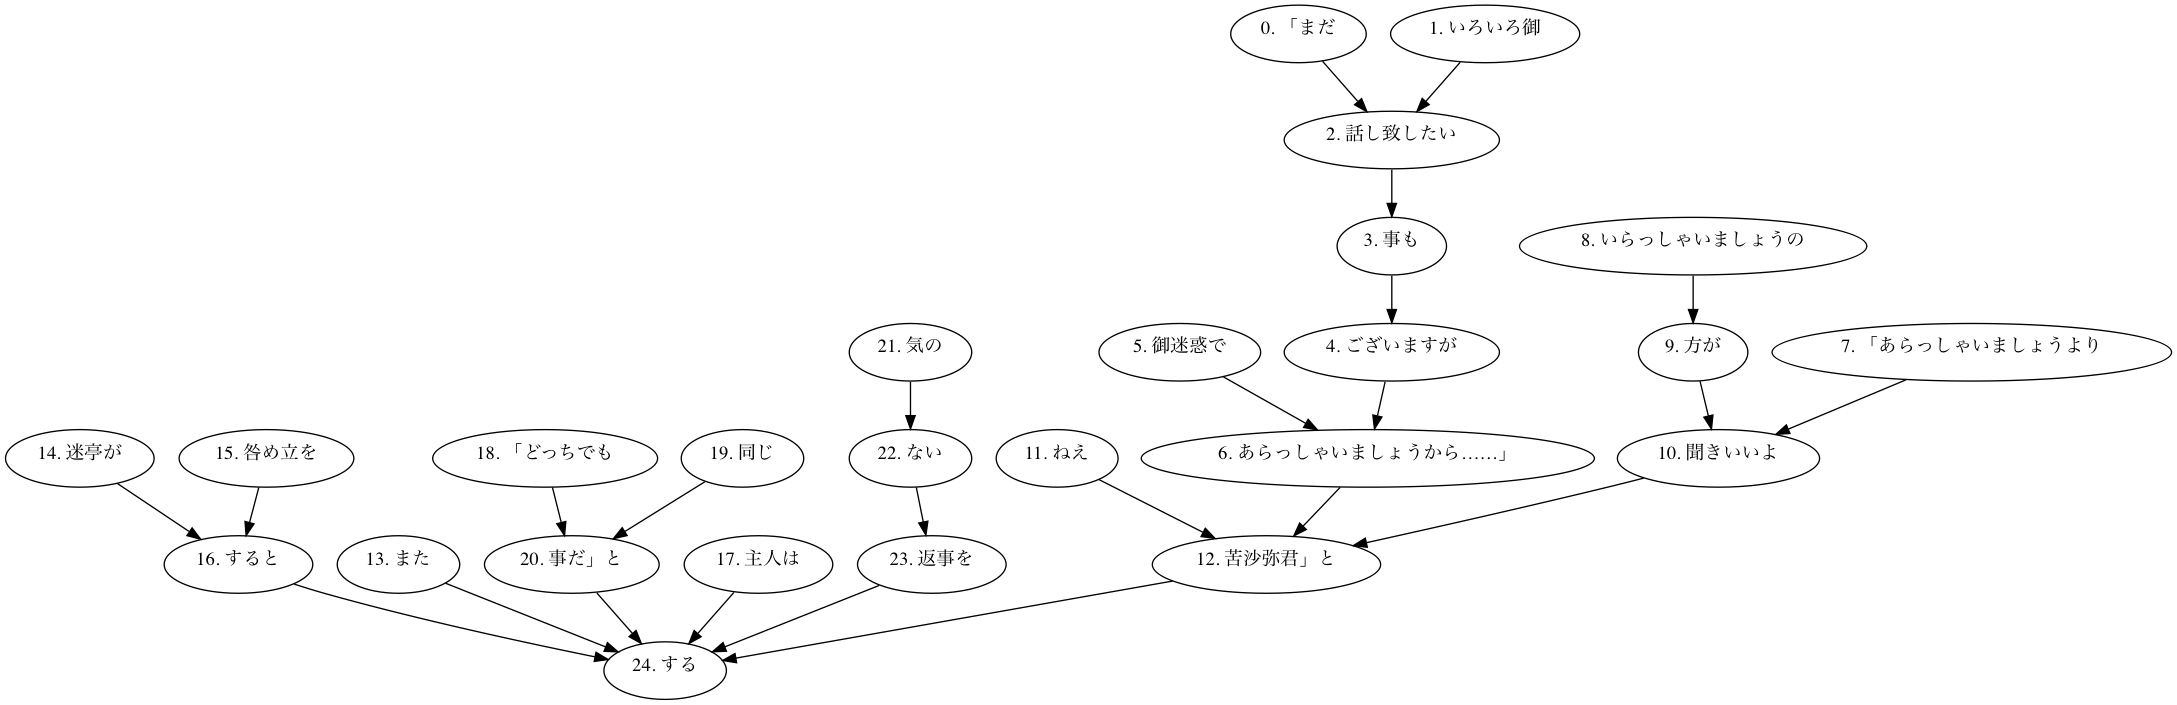 0. 「まだ
1. いろいろ御
2. 話し致したい
3. 事も
8. いらっしゃいましょうの
21. 気の
5. 御迷惑で
4. ございますが
9. 方が
7. 「あらっしゃいましょうより
14. 迷亭が
15. 咎め立を
18. 「どっちでも
19. 同じ
22. ない
11. ねえ
6. あらっしゃいましょうから……」
10. 聞きいいよ
16. すると
13. また
20. 事だ」と
17. 主人は
23. 返事を
12. 苦沙弥君」と
24. する